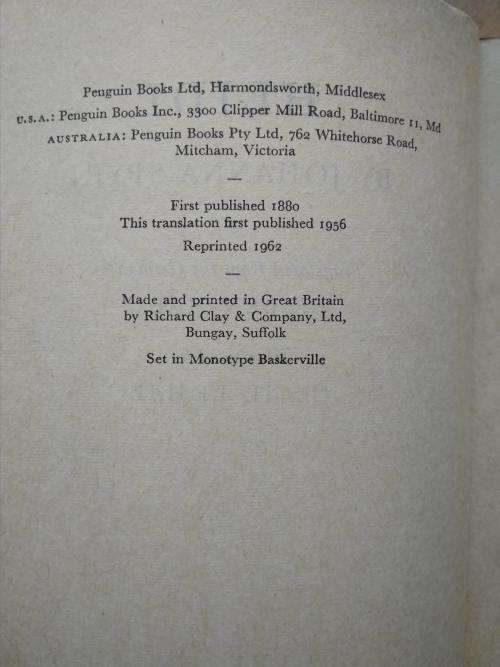 Penguin Books Ltd, Harmondsworth, Middlesex
U.S.A.: Penguin Books Inc., 3300 Clipper Mill Road, Baltimore 11, Md
AUSTRALIA: Penguin Books Pty Ltd, 762 Whitehorse Road,
Mitcham, Victoria
—
First published 1880
This translation first published 1956
Reprinted 1962
—
Made and printed in Great Britain
by Richard Clay & Company, Ltd,
Bungay, Suffolk
Set in Monotype Baskerville